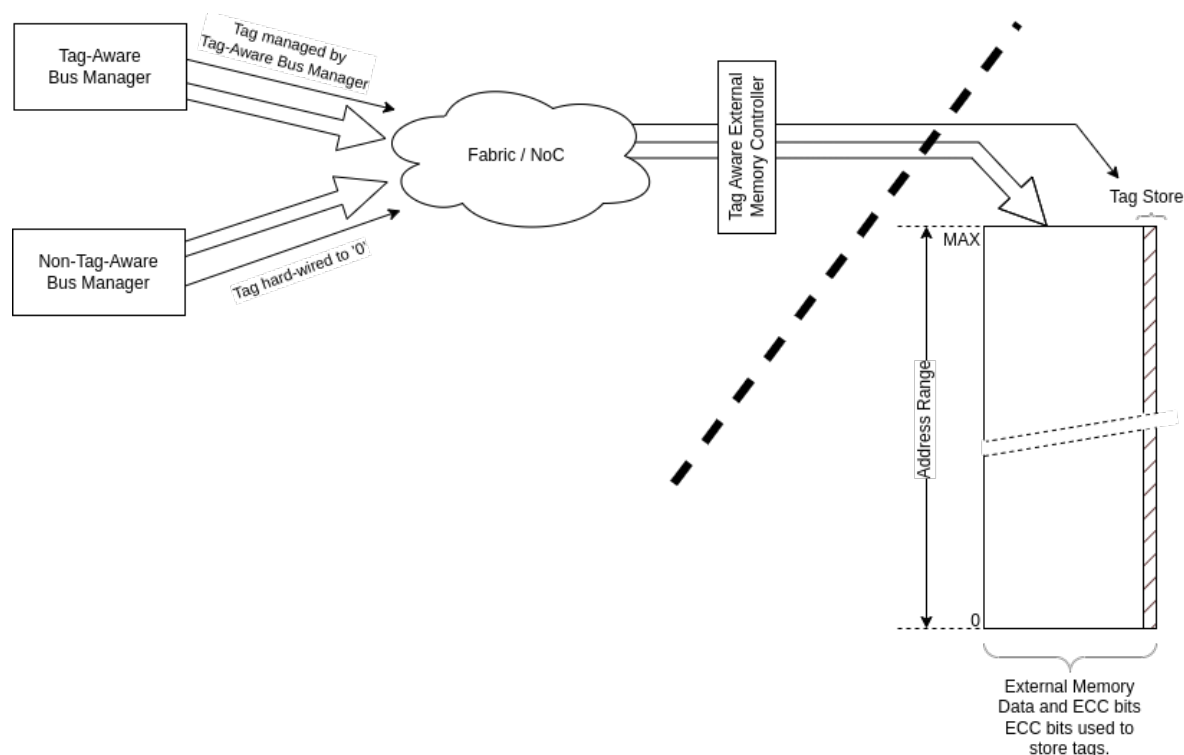 Tag-Aware
Bus Manager
Tag managed by
Tag-Aware Bus Manager
Fabric / NoC
Tag Aware External
Memory Controller
Non-Tag-Aware
Bus Manager
Tag hard-wired to '0'
Tag Store
MAX
Address Range
0
External Memory
Data and ECC bits
ECC bits used to
store tags.